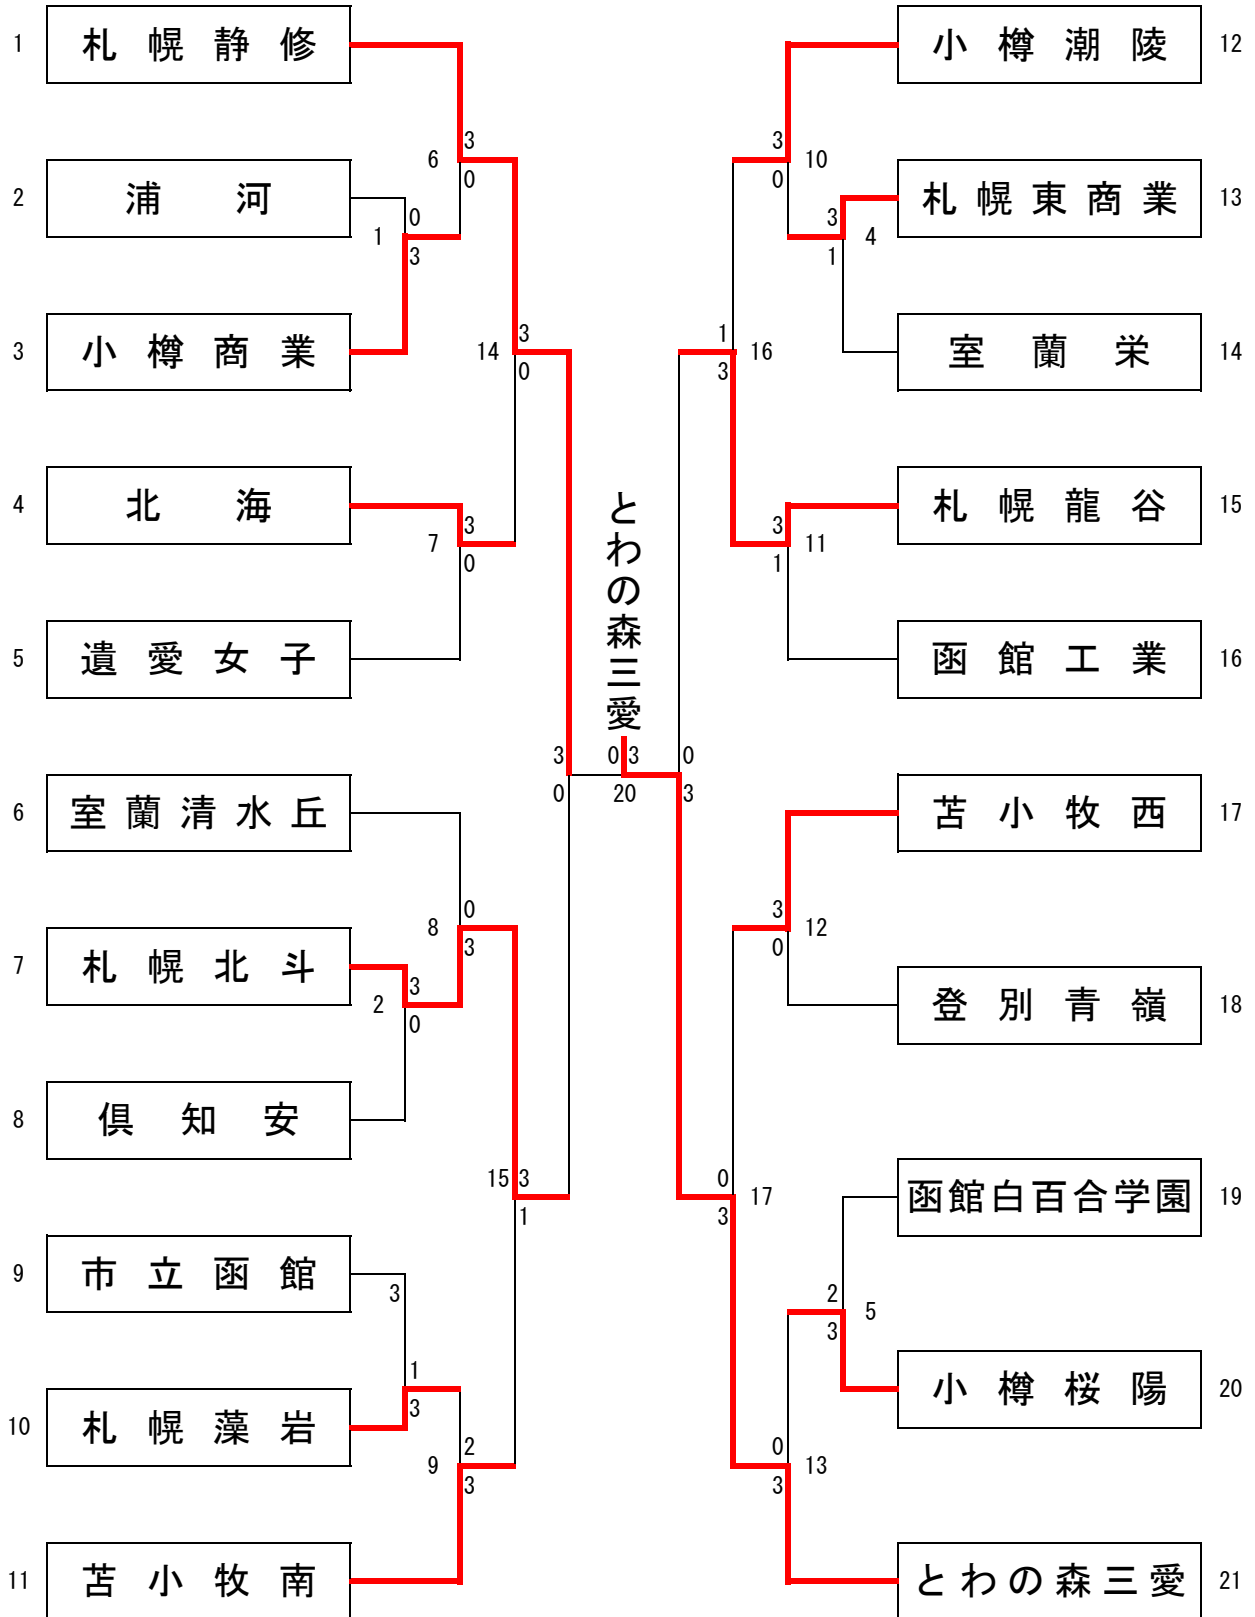 1 札幌静修
2 浦河
3 小樽商業
4 北海
5 遺愛女子
6 室蘭清水丘
7 札幌北斗
8 倶知安
9 市立函館
10 札幌藻岩
11 苫小牧南
6
3
0
1
0
3
14
3
0
7
3
0
8
0
3
2
3
0
15
3
1
3
1
3
9
2
3
3
0
とわの森三愛
0 3
20
0
3
3
0
10
3
1
4
1
3
16
3
1
11
3
0
12
0
3
17
2
3
5
0
3
13
小樽潮陵 12
札幌東商業 13
室蘭栄 14
札幌龍谷 15
函館工業 16
苫小牧西 17
登別青嶺 18
函館白百合学園 19
小樽桜陽 20
とわの森三愛 21